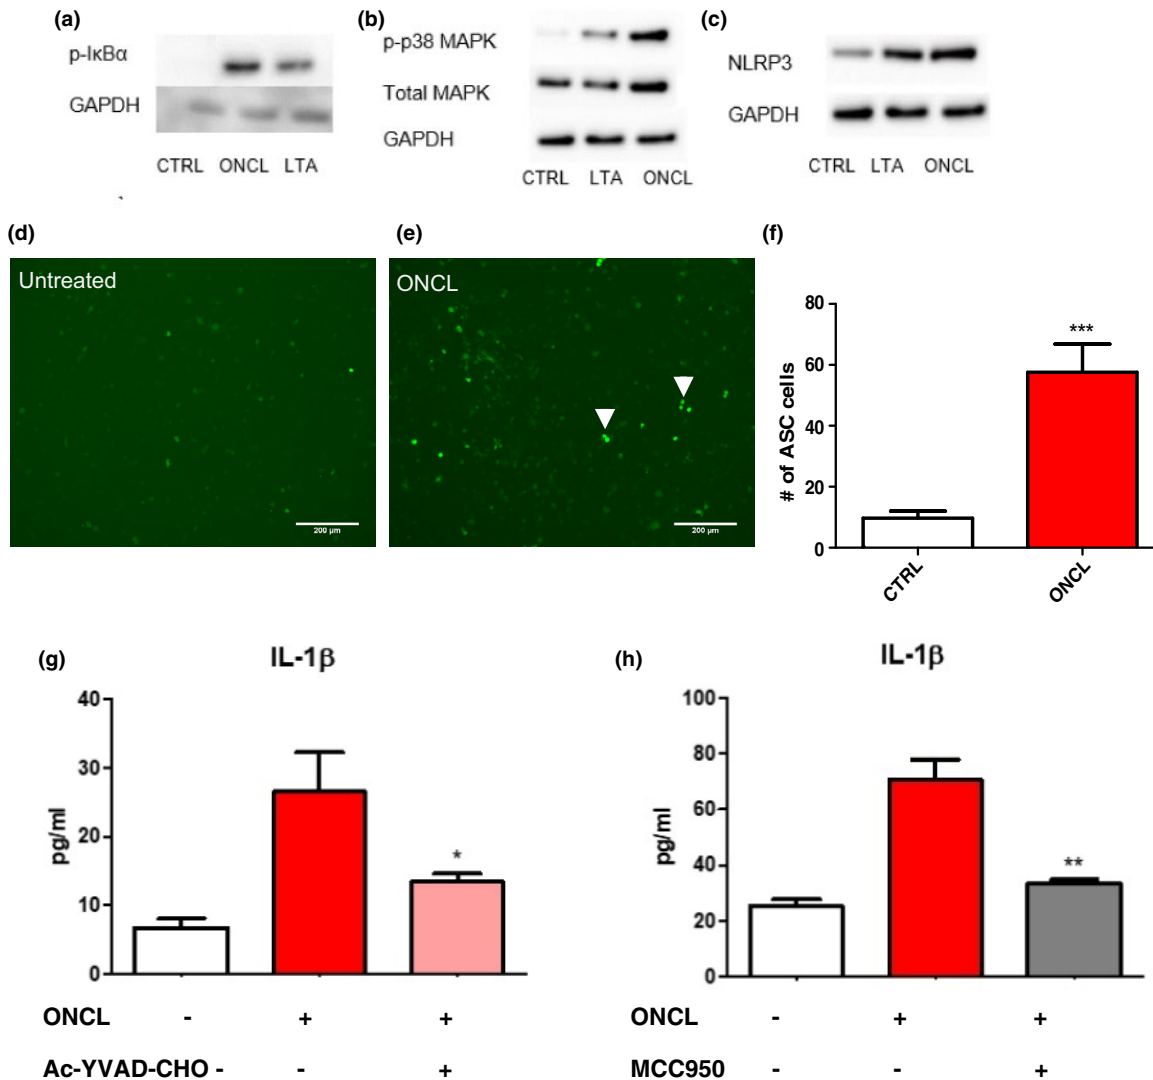 (a)
p-IκBα
GAPDH
CTRL ONCL LTA
(b)
p-p38 MAPK
Total MAPK
GAPDH
CTRL LTA ONCL
(c)
NLRP3
GAPDH
CTRL LTA ONCL
(d)
Untreated
200 µm
(e)
ONCL
200 µm
(f)
# of ASC cells
80
60
40
20
0
***
CTRL
ONCL
(g)
IL-1β
pg/ml
40
30
20
10
0
*
ONCL - + +
Ac-YVAD-CHO - - +
(h)
IL-1β
pg/ml
100
80
60
40
20
0
**
ONCL - + +
MCC950 - - +